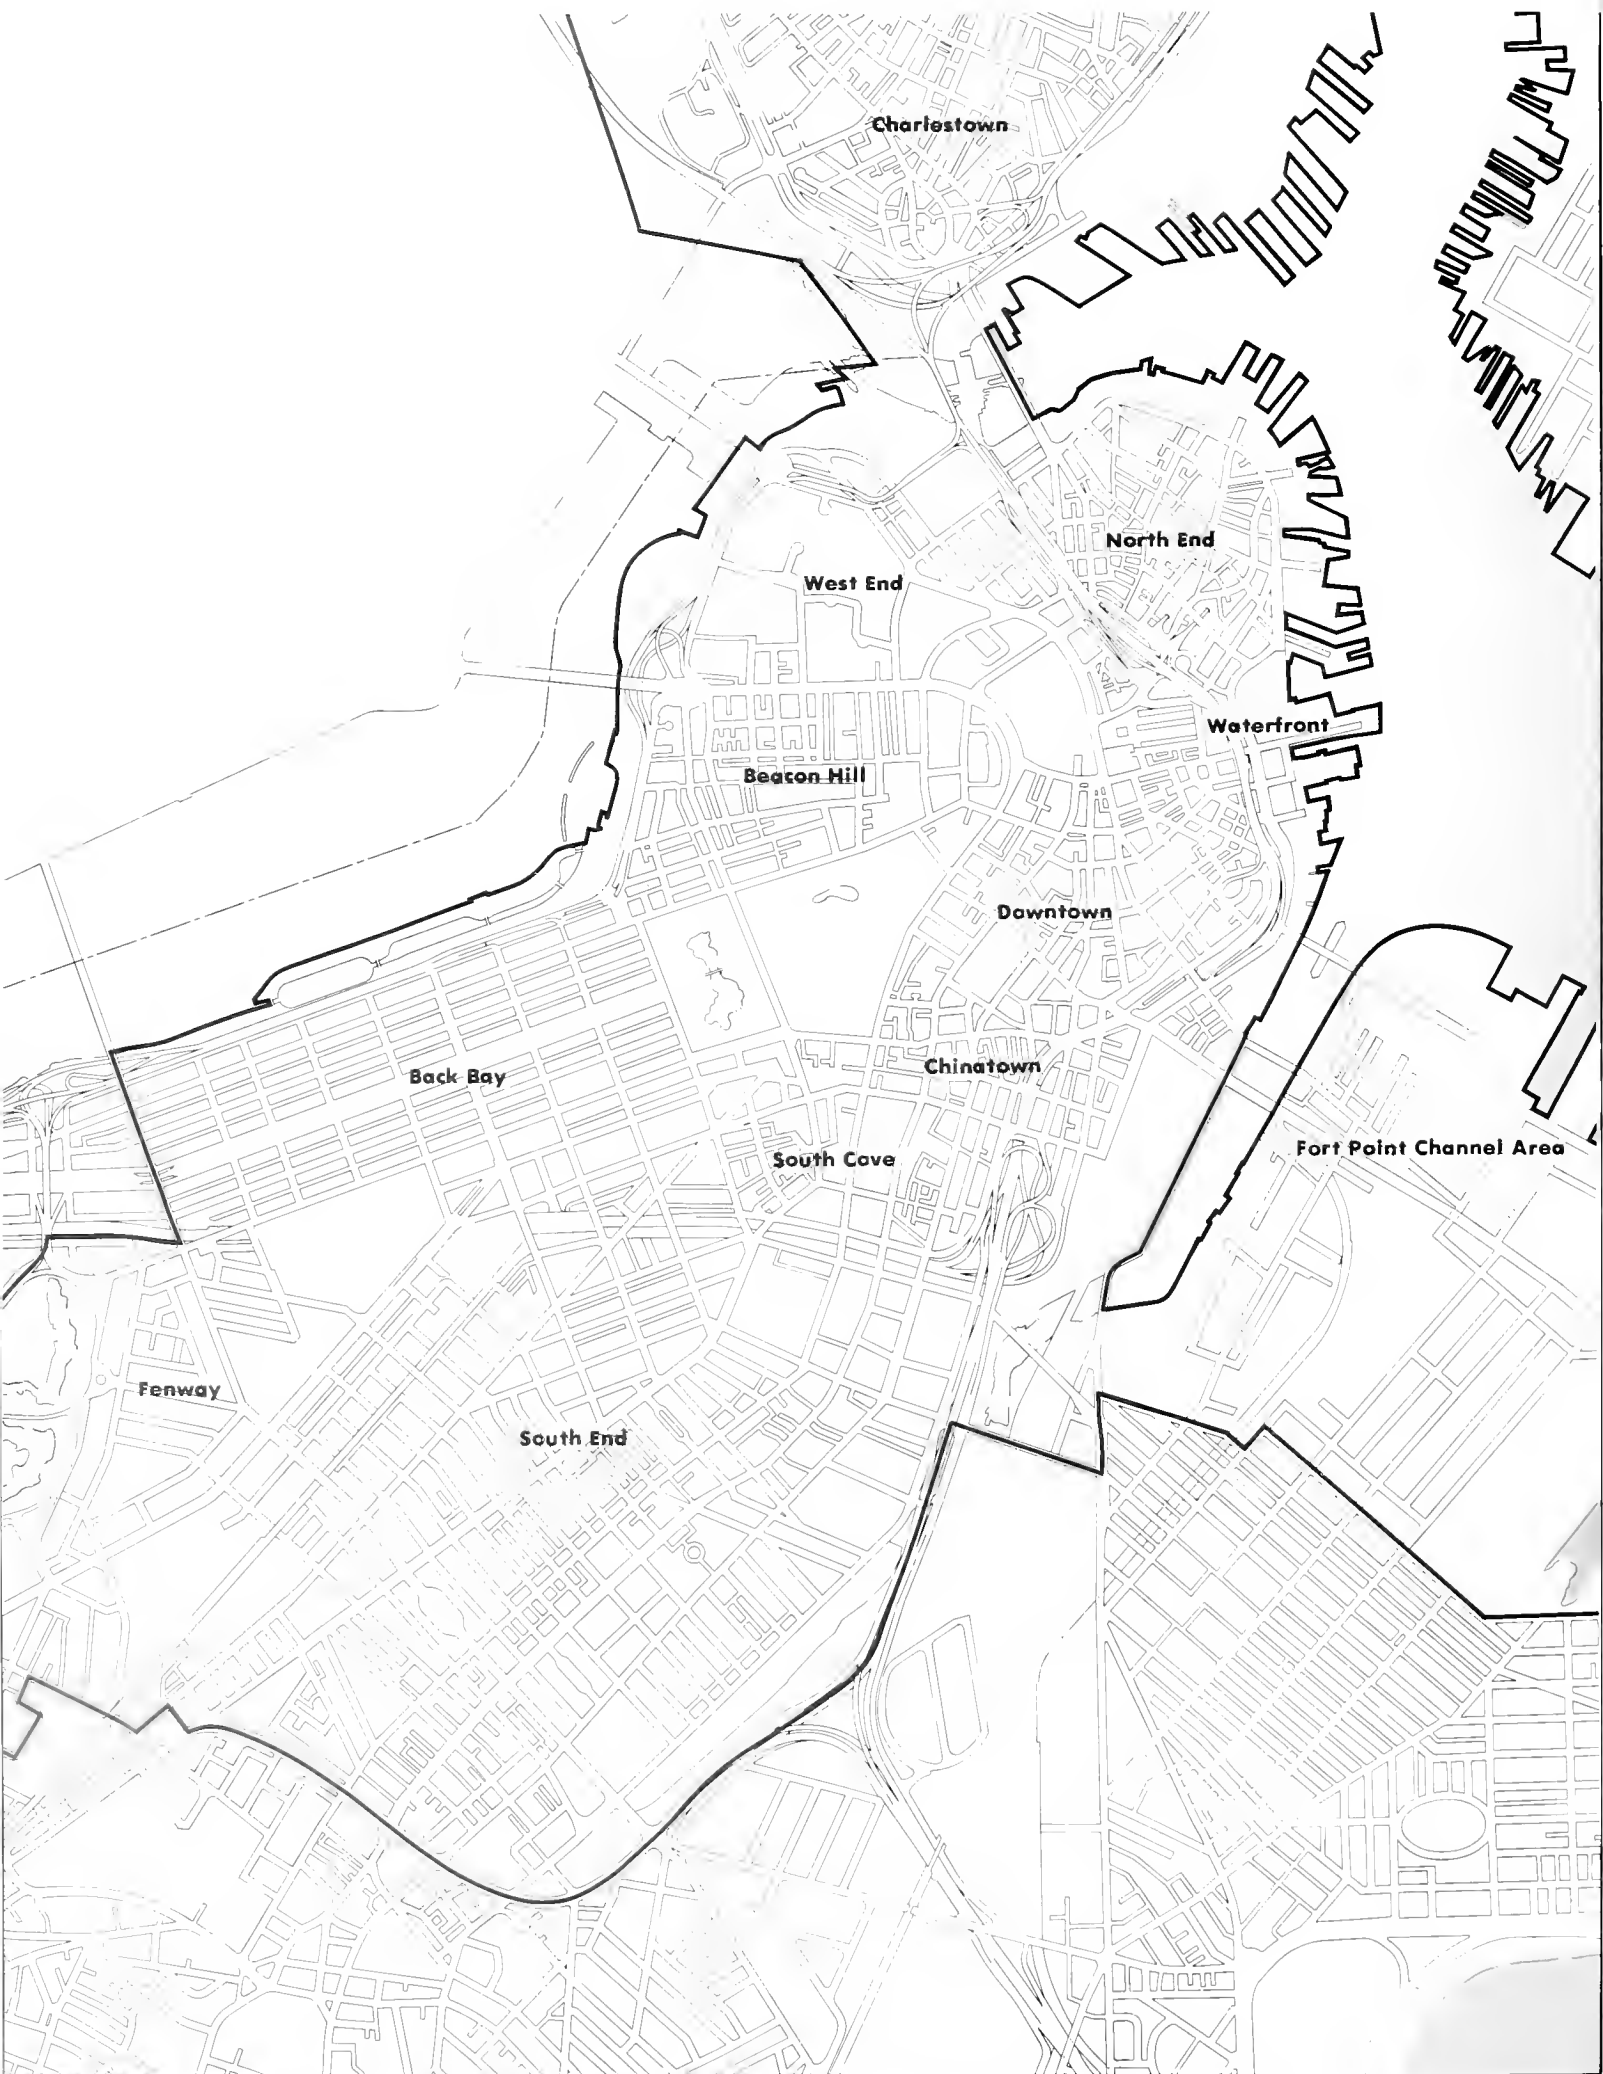 Charlestown
North End
West End
Waterfront
Beacon Hill
Downtown
Chinatown
Back Bay
Fort Point Channel Area
South Cove
Fenway
South End